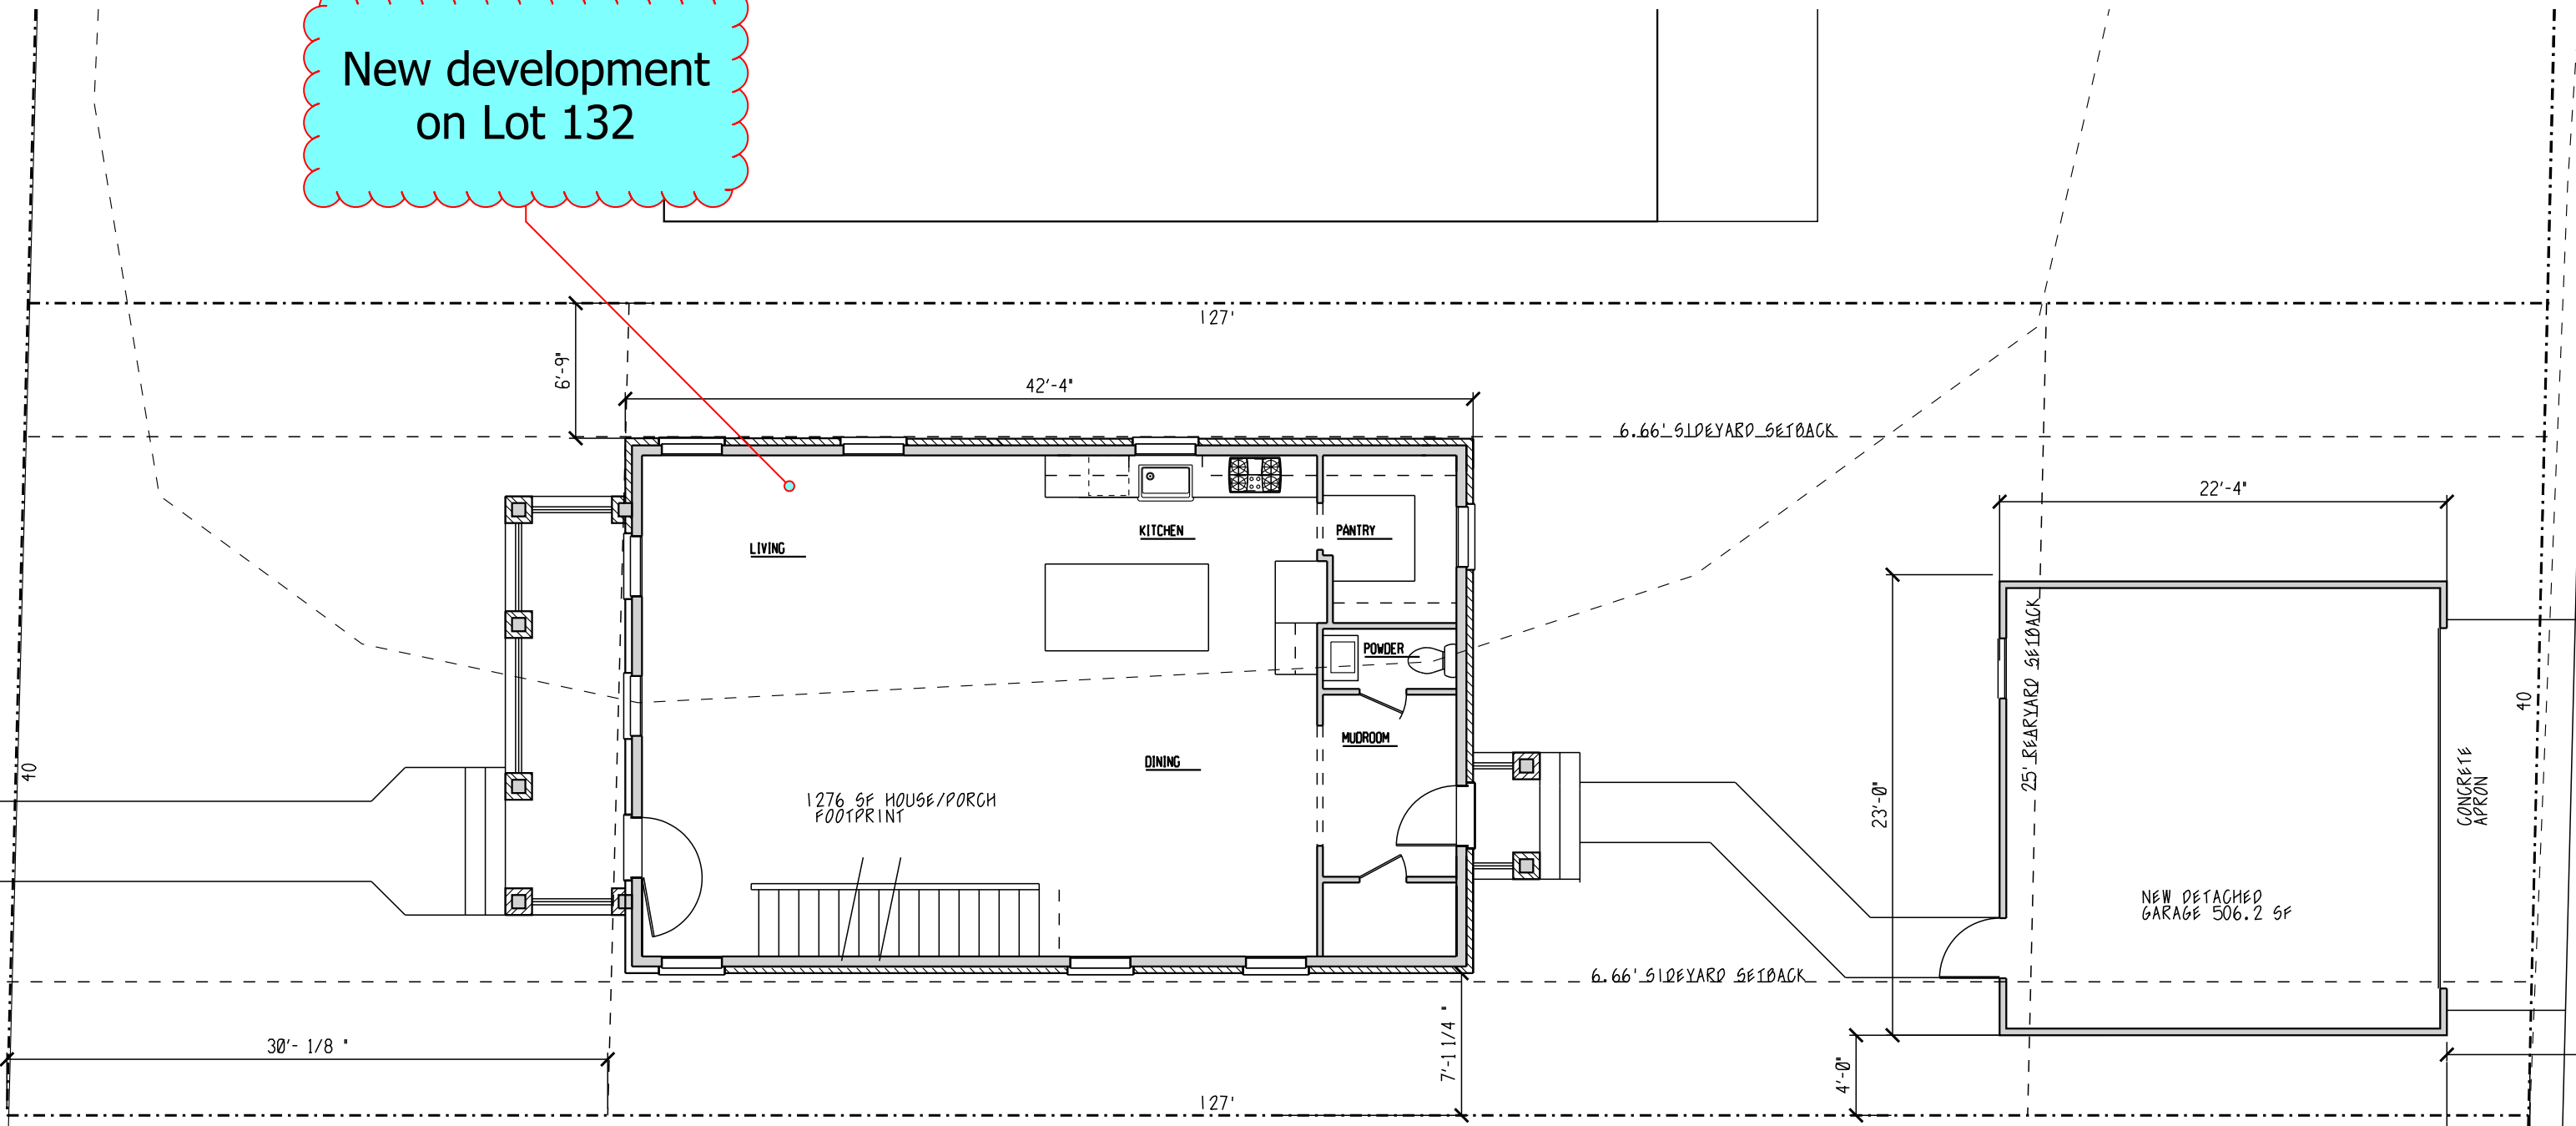 New development
on Lot 132
127'
6'-9"
42'-4"
6.66' SIDEYARD SETBACK
22'-4"
KITCHEN
PANTRY
LIVING
POWDER
MUDROOM
DINING
1276 SF HOUSE/PORCH
FOOTPRINT
40
23'-0"
25' REARYARD SETBACK
40
CONCRETE
APRON
NEW DETACHED
GARAGE 506.2 SF
6.66' SIDEYARD SETBACK
30'- 1/8 "
7'-1 1/4 "
4'-0"
127'